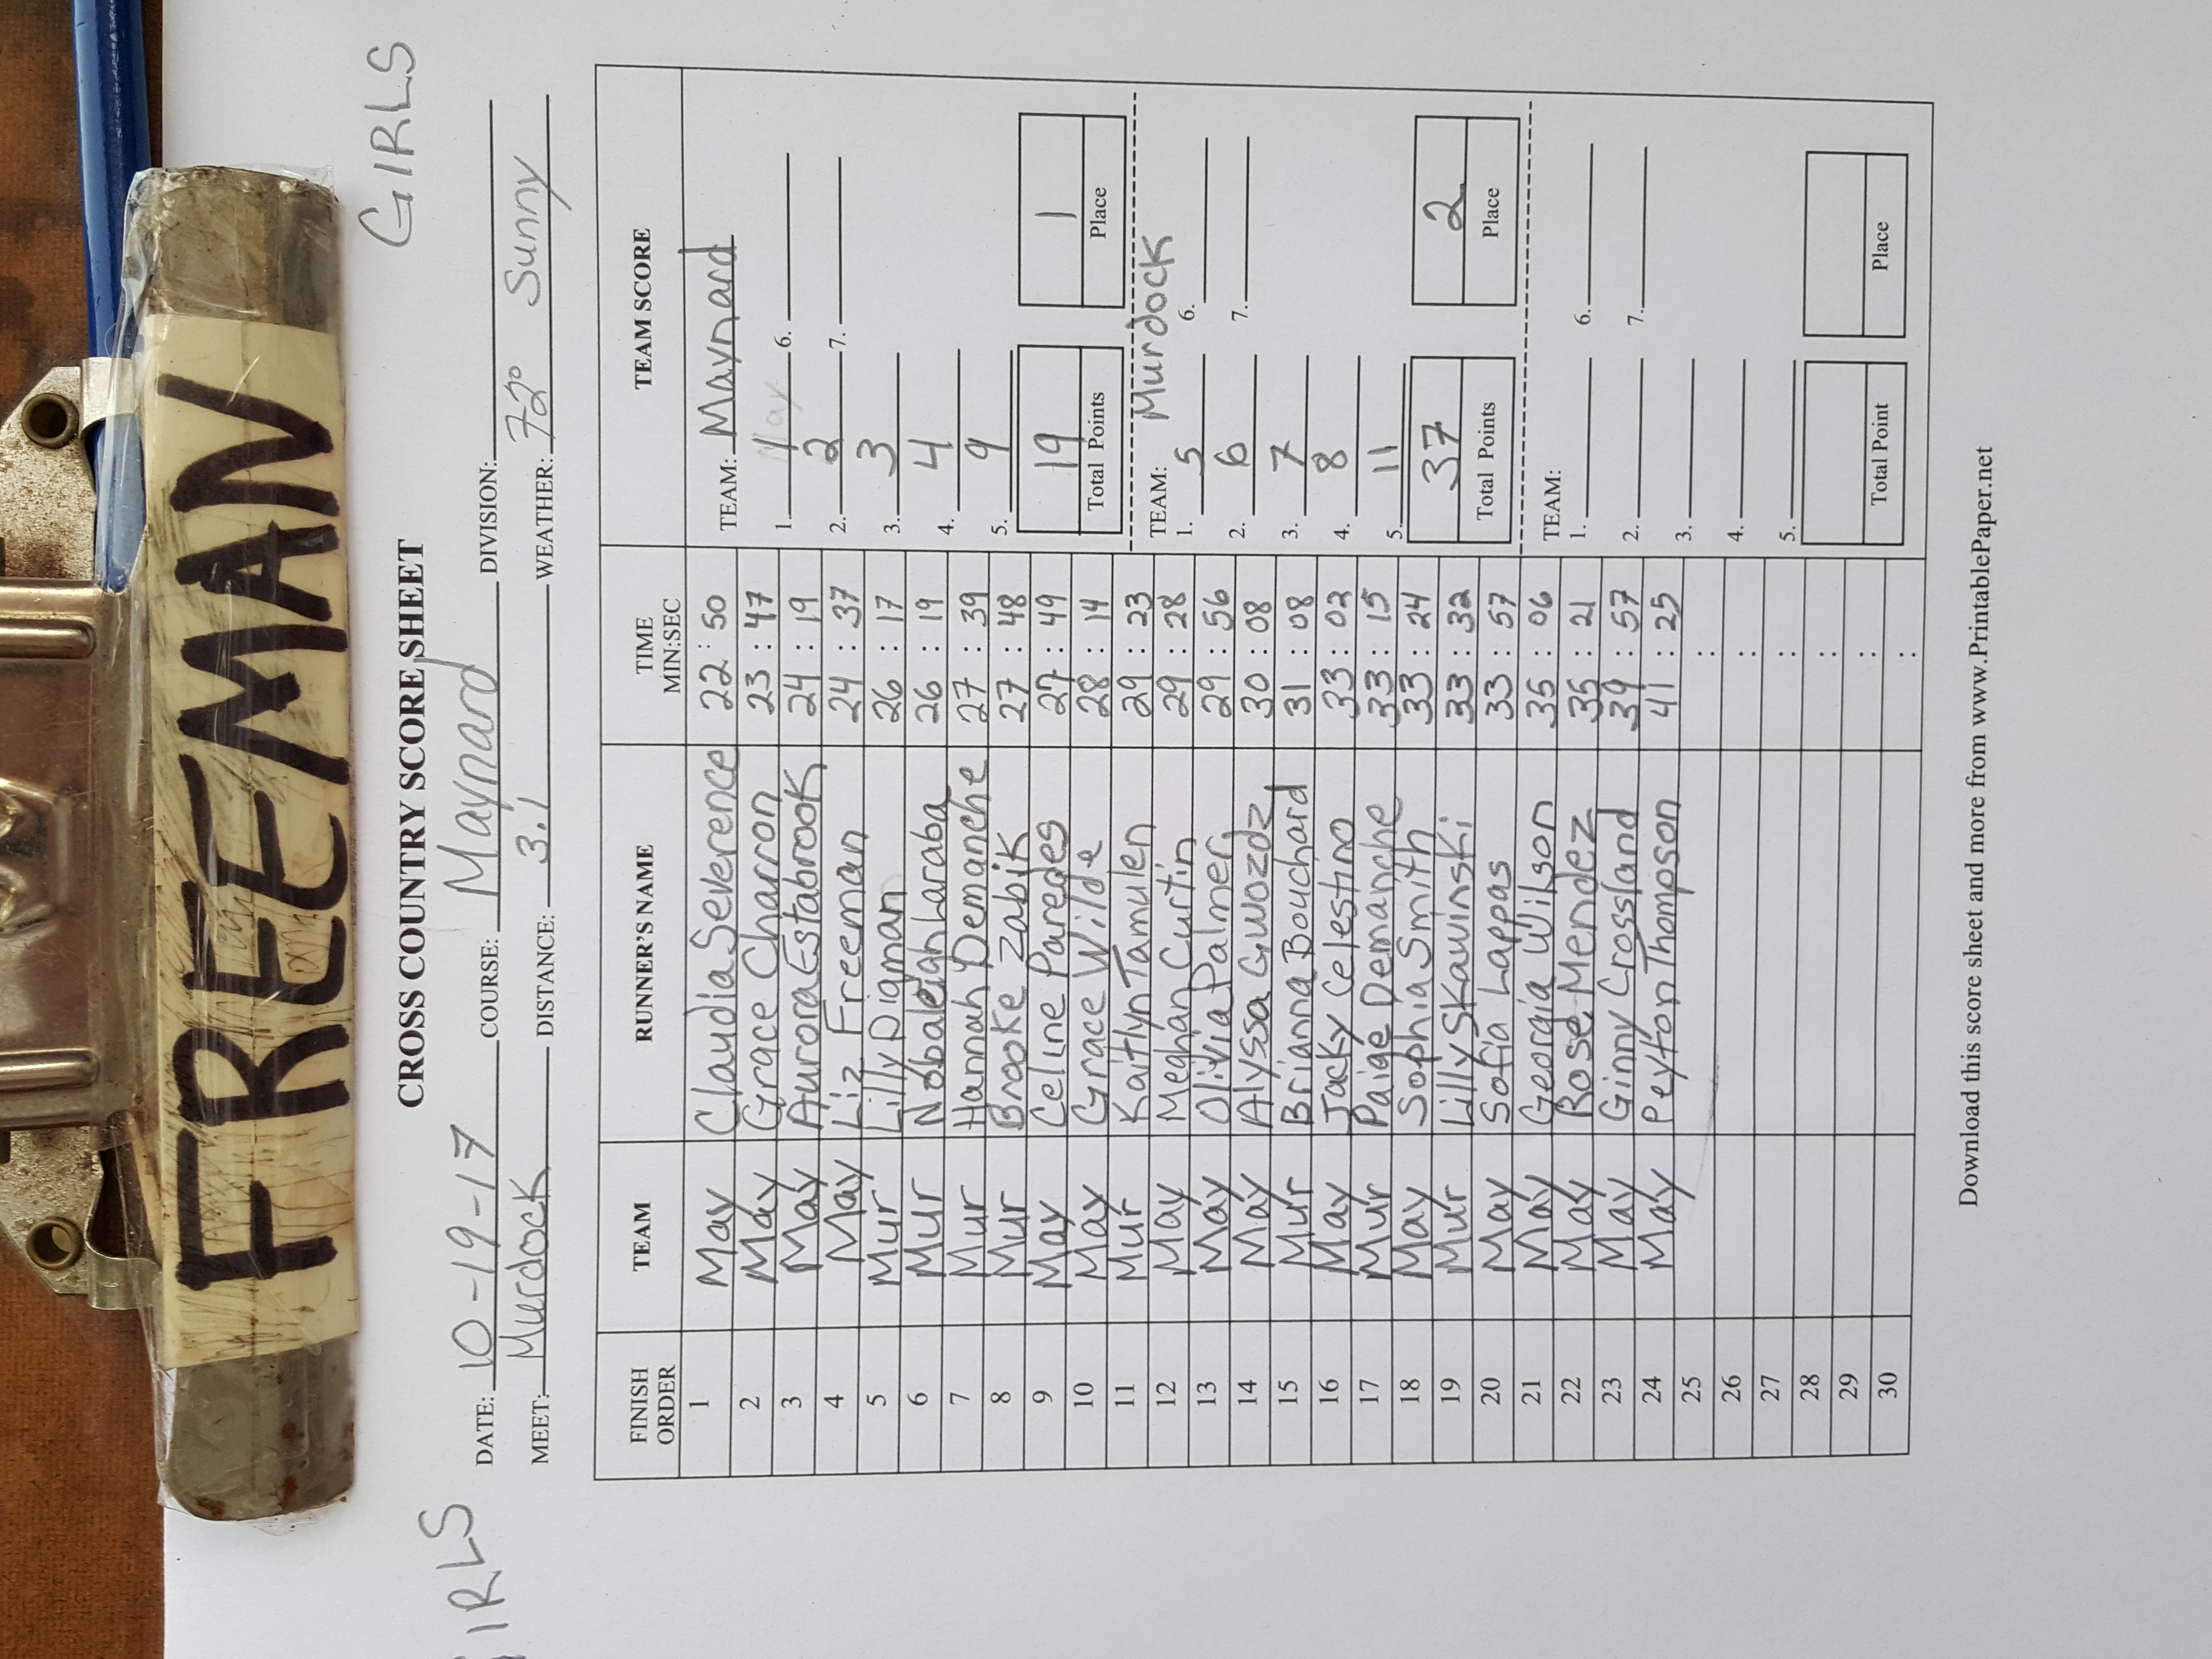 FREEMAN
GIRLS
IRLS
CROSS COUNTRY SCORE SHEET
DATE: 10-19-17 COURSE: Maynard DIVISION:
MEET: Murdock DISTANCE: 3.1 WEATHER: 72° Sunny
FINISH ORDER TEAM RUNNER'S NAME TIME MIN:SEC TEAM SCORE
1 May Claudia Severence 22:50
2 May Grace Charron 23:47
3 May Aurora Estabrook 24:19
4 May Liz Freeman 24:37
5 Mur Lilly Digman 26:17
6 Mur Nobaleigh Laraba 26:19
7 Mur Hannah Demanche 27:39
8 Mur Brooke Zabik 27:48
9 May Celine Paredes 27:49
10 May Grace Wilde 28:14
11 Mur Kaitlyn Tamulen 29:23
12 May Meghan Curtin 29:28
13 May Olivia Palmer 29:56
14 May Alyssa Gwozdz 30:08
15 Mur Brianna Bouchard 31:08
16 May Jacky Celestino 33:02
17 Mur Paige Demanche 33:15
18 May Sophia Smith 33:24
19 Mur Lilly Skawinski 33:32
20 May Sofia Lappas 33:57
21 May Georgia Wilson 35:06
22 May Rose Mendez 35:21
23 May Ginny Crossland 39:57
24 May Peyton Thompson 41:25
25 :
26 :
27 :
28 :
29 :
30 :
TEAM: Maynard
1. 1 6.
2. 2 7.
3. 3
4. 4
5. 9
19 1
Total Points Place
TEAM: Murdock
1. 5 6.
2. 6 7.
3. 7
4. 8
5. 11
37 2
Total Points Place
TEAM:
1. 6.
2. 7.
3.
4.
5.
Total Point Place
Download this score sheet and more from www.PrintablePaper.net